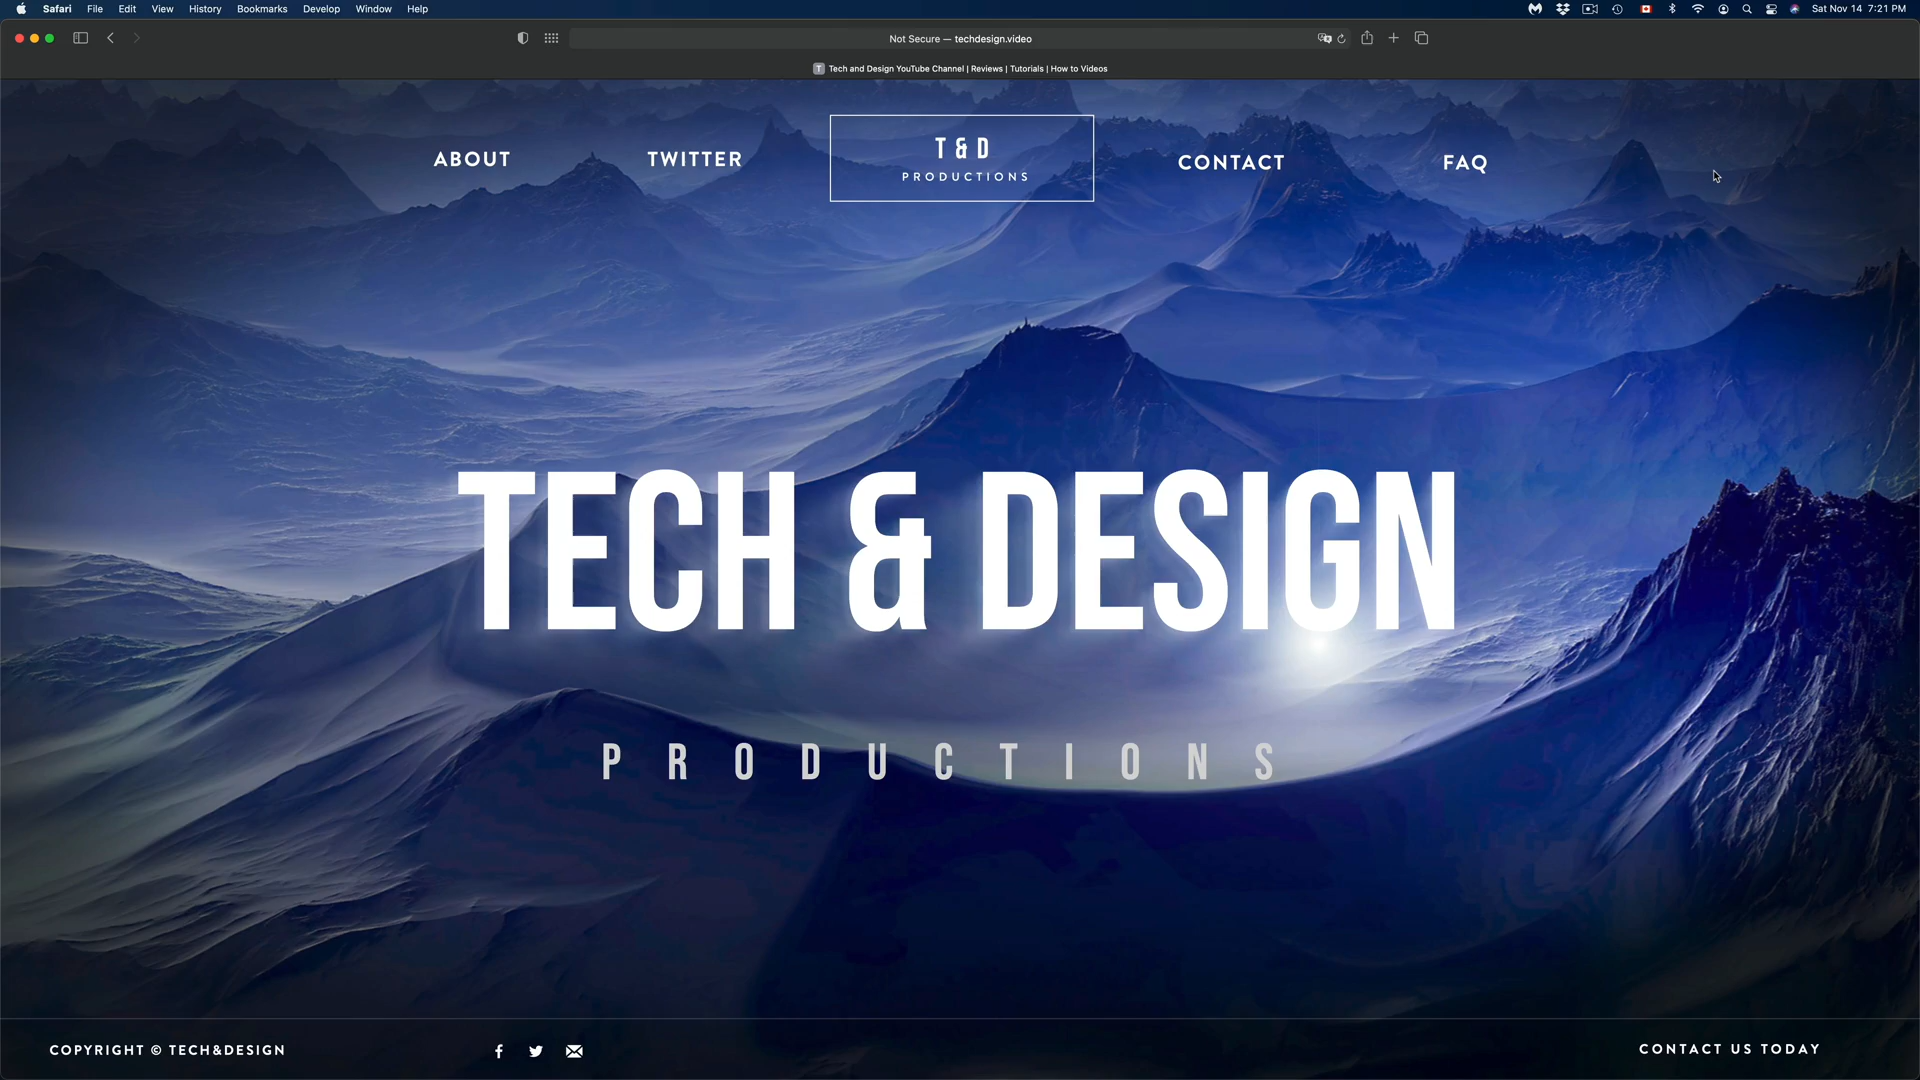 Safari File Edit View History Bookmarks Develop Window Help Sat Nov 14 7:21 PM
Not Secure — techdesign.video
T Tech and Design YouTube Channel | Reviews | Tutorials | How to Videos
ABOUT TWITTER T & D CONTACT FAQ
PRODUCTIONS
TECH & DESIGN
PRODUCTIONS
COPYRIGHT © TECH&DESIGN CONTACT US TODAY